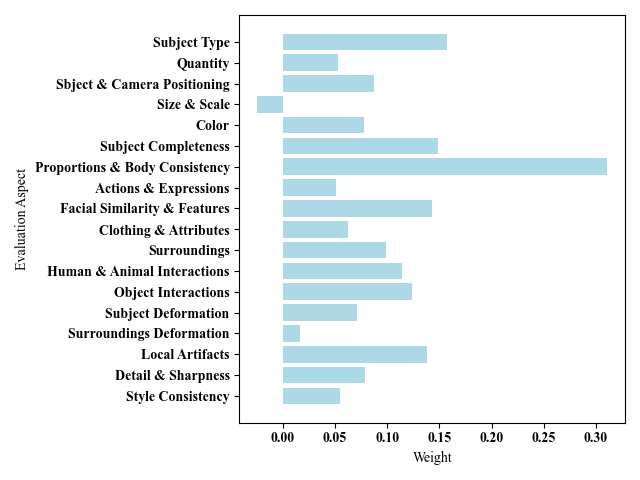 Subject Type
Quantity
Sbject & Camera Positioning
Size & Scale
Color
Subject Completeness
Proportions & Body Consistency
Actions & Expressions
Facial Similarity & Features
Clothing & Attributes
Surroundings
Human & Animal Interactions
Object Interactions
Subject Deformation
Surroundings Deformation
Local Artifacts
Detail & Sharpness
Style Consistency
Evaluation Aspect
0.00 0.05 0.10 0.15 0.20 0.25 0.30
Weight